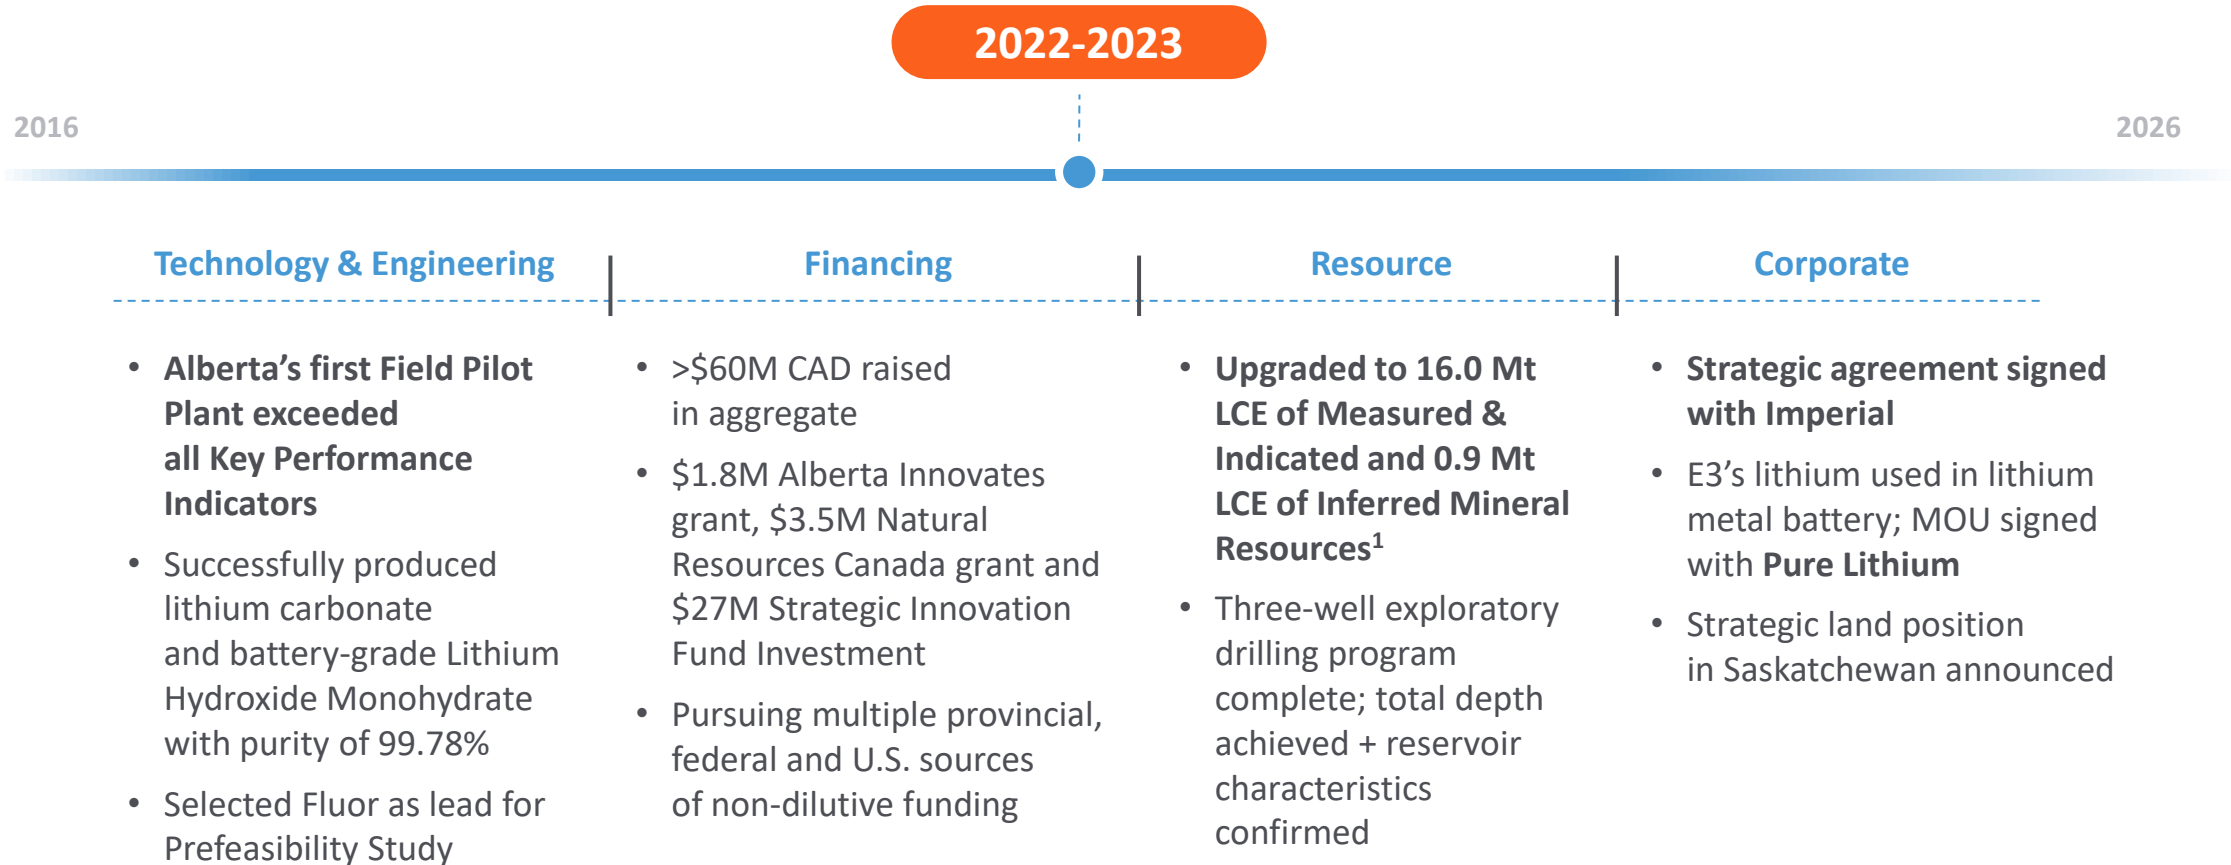 2022-2023
2016
2026
Technology & Engineering
• Alberta’s first Field Pilot
Plant exceeded
all Key Performance
Indicators
• Successfully produced
lithium carbonate
and battery-grade Lithium
Hydroxide Monohydrate
with purity of 99.78%
• Selected Fluor as lead for
Prefeasibility Study
Financing
• >$60M CAD raised
in aggregate
• $1.8M Alberta Innovates
grant, $3.5M Natural
Resources Canada grant and
$27M Strategic Innovation
Fund Investment
• Pursuing multiple provincial,
federal and U.S. sources
of non-dilutive funding
Resource
• Upgraded to 16.0 Mt
LCE of Measured &
Indicated and 0.9 Mt
LCE of Inferred Mineral
Resources¹
• Three-well exploratory
drilling program
complete; total depth
achieved + reservoir
characteristics
confirmed
Corporate
• Strategic agreement signed
with Imperial
• E3’s lithium used in lithium
metal battery; MOU signed
with Pure Lithium
• Strategic land position
in Saskatchewan announced